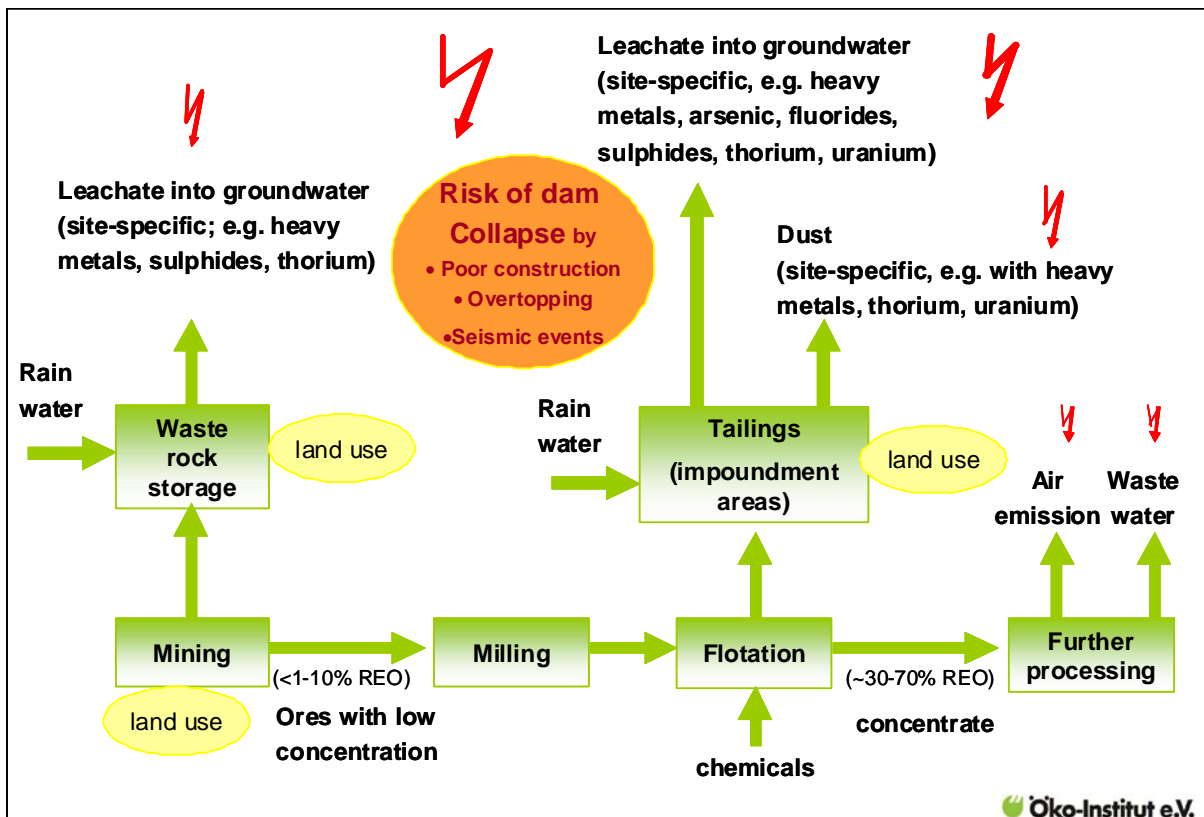 Leachate into groundwater
(site-specific, e.g. heavy
metals, arsenic, fluorides,
sulphides, thorium, uranium)
Leachate into groundwater
(site-specific; e.g. heavy
metals, sulphides, thorium)
Risk of dam
Collapse by
• Poor construction
• Overtopping
•Seismic events
Dust
(site-specific, e.g. with heavy
metals, thorium, uranium)
Rain
water
Waste
rock
storage
land use
Rain
water
Tailings
(impoundment
areas)
land use
Air
emission
Waste
water
Mining
land use
(<1-10% REO)
Ores with low
concentration
Milling
Flotation
chemicals
(~30-70% REO)
concentrate
Further
processing
Öko-Institut e.V.